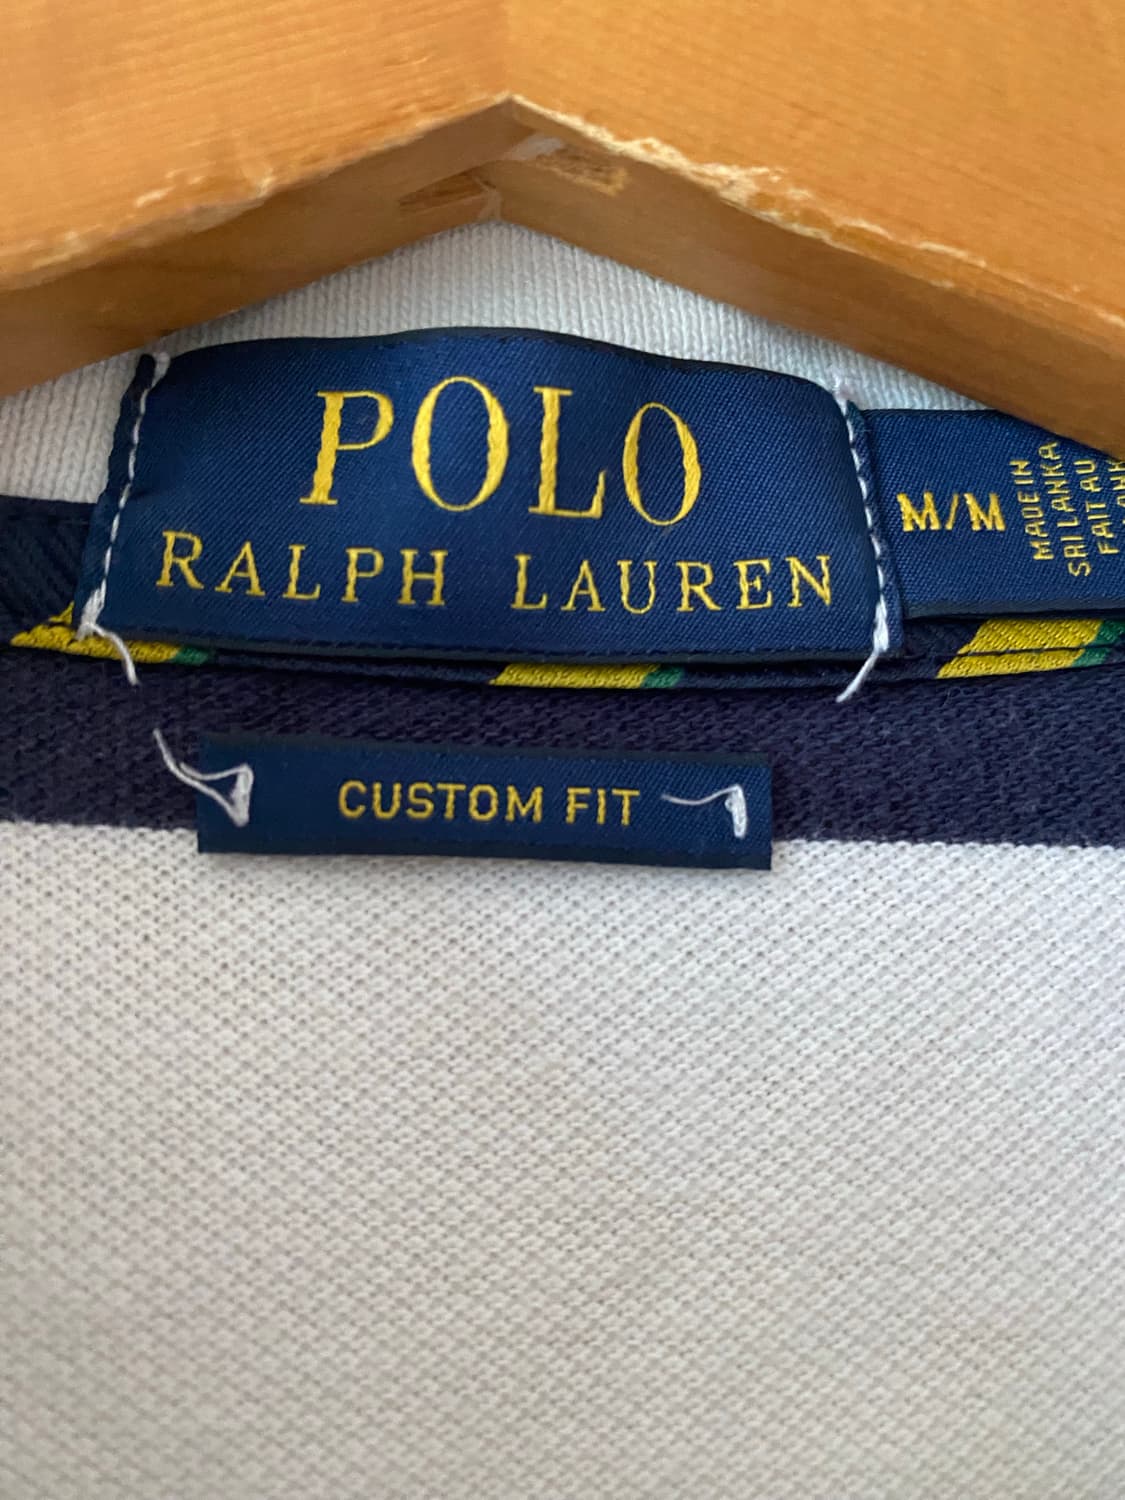 POLO
RALPH LAUREN
M/M
MADE IN
SRI LANKA
FAIT AU
CUSTOM FIT